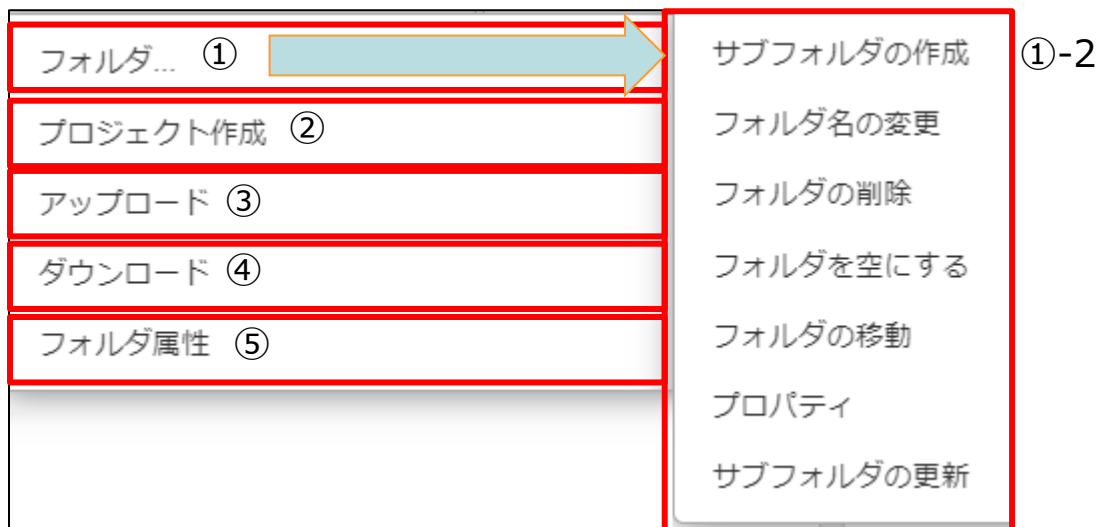 フォルダ... ①
プロジェクト作成 ②
アップロード ③
ダウンロード ④
フォルダ属性 ⑤
サブフォルダの作成 ①-2
フォルダ名の変更
フォルダの削除
フォルダを空にする
フォルダの移動
プロパティ
サブフォルダの更新